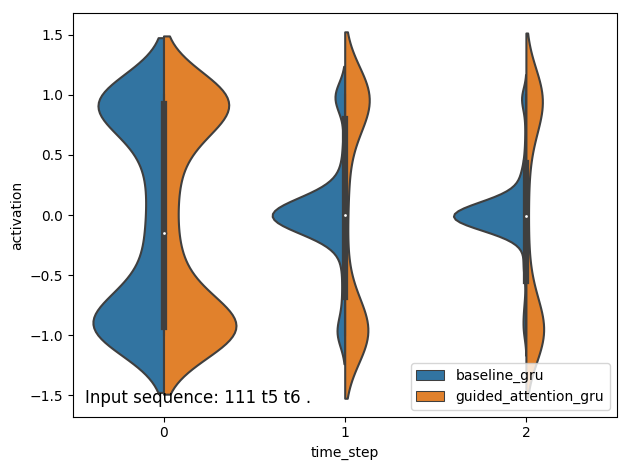 1.5
1.0
0.5
0.0
−0.5
−1.0
−1.5
activation
Input sequence: 111 t5 t6 .
baseline_gru
guided_attention_gru
0
1
2
time_step